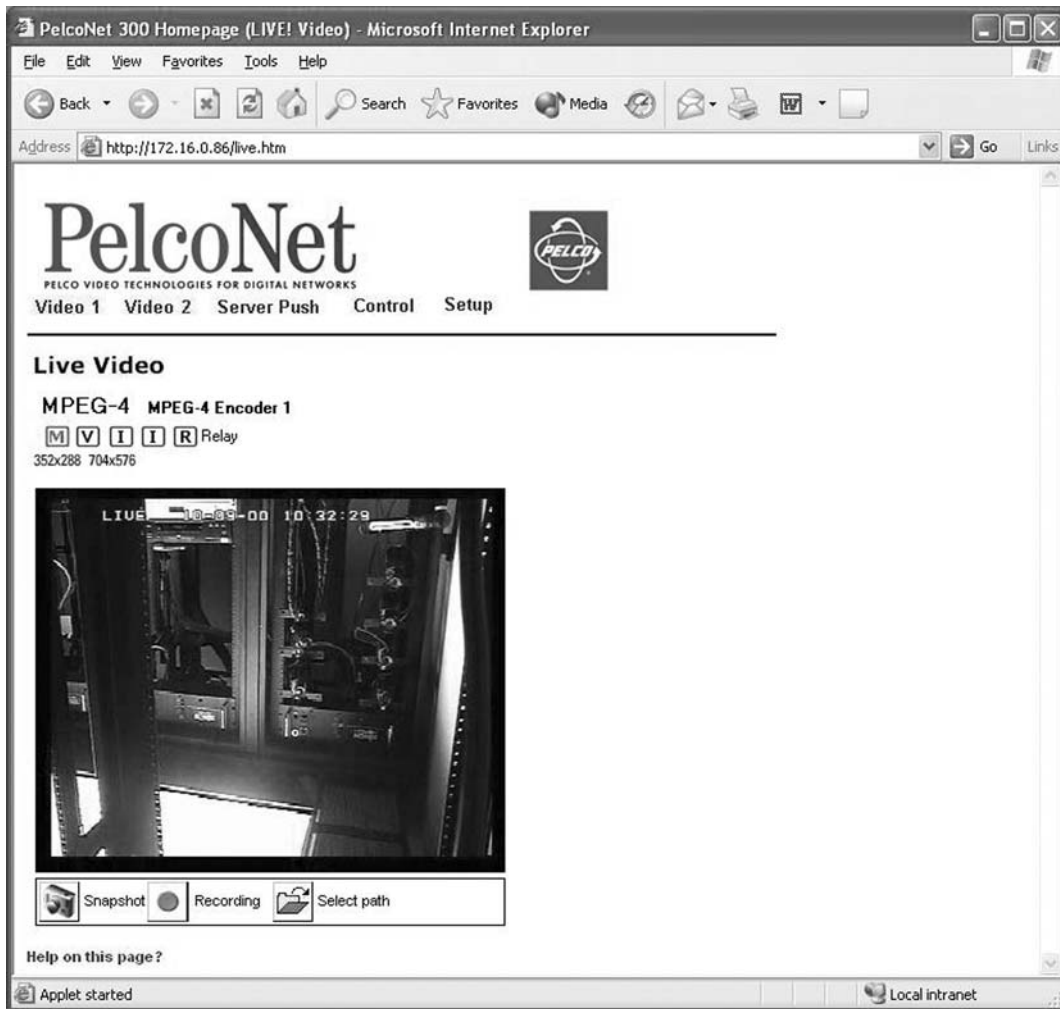 PelcoNet 300 Homepage (LIVE! Video) - Microsoft Internet Explorer
File Edit View Favorites Tools Help
Back Search Favorites Media
Address http://172.16.0.86/live.htm Go Links
PelcoNet
PELCO
PELCO VIDEO TECHNOLOGIES FOR DIGITAL NETWORKS
Video 1 Video 2 Server Push Control Setup
Live Video
MPEG-4 MPEG-4 Encoder 1
M V I I R Relay
352x288 704x576
LIVE 10-09-00 10:32:29
Snapshot Recording Select path
Help on this page?
Applet started Local intranet